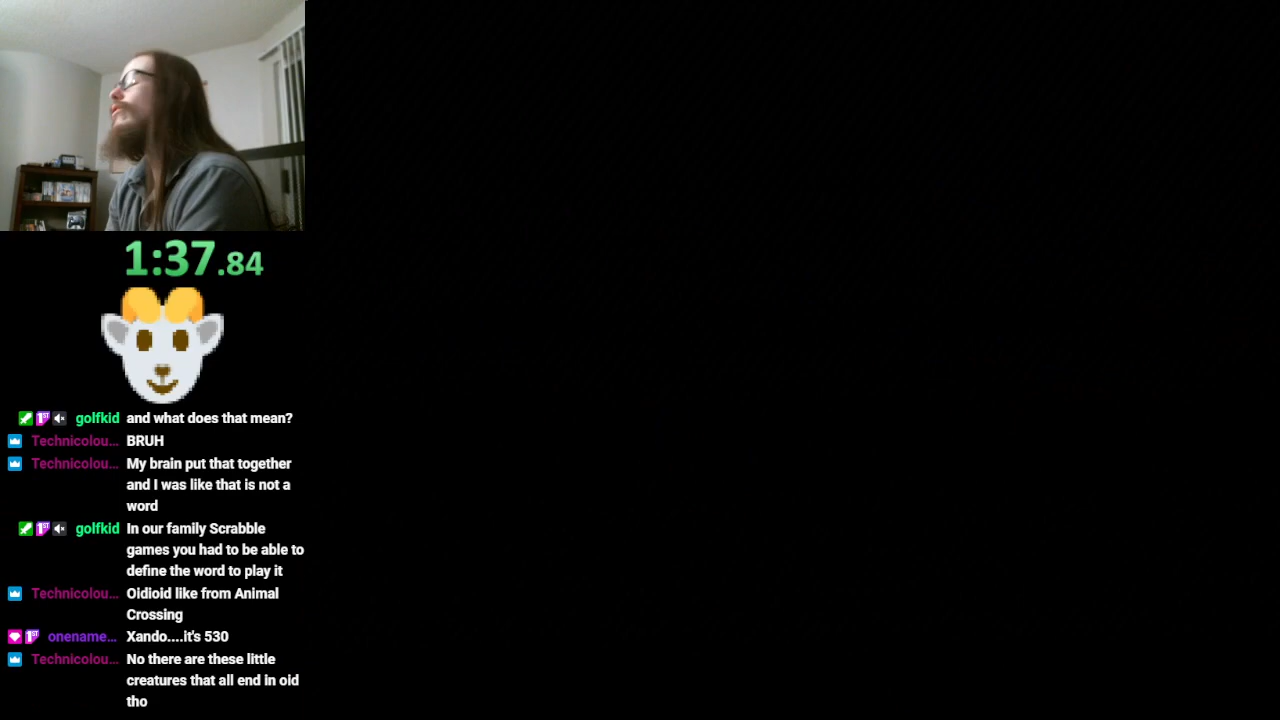 1:37.84
golfkid and what does that mean?
Technicolou... BRUH
Technicolou... My brain put that together
and I was like that is not a
word
golfkid In our family Scrabble
games you had to be able to
define the word to play it
Technicolou... Oidioid like from Animal
Crossing
onename... Xando....it's 530
Technicolou... No there are these little
creatures that all end in oid
tho